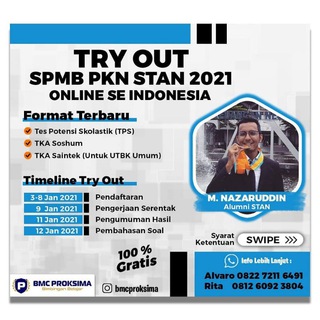 TRY OUT
SPMB PKN STAN 2021
ONLINE SE INDONESIA
Format Terbaru
Tes Potensi Skolastik (TPS)
TKA Soshum
TKA Saintek (Untuk UTBK Umum)
Timeline Try Out
3-8 Jan 2021 Pendaftaran
9 Jan 2021 Pengerjaan Serentak
11 Jan 2021 Pengumuman Hasil
12 Jan 2021 Pembahasan Soal
M. NAZARUDDIN
Alumni STAN
Syarat
Ketentuan
SWIPE
100 %
Gratis
Info Lebih Lanjut :
Alvaro 0822 7211 6491
Rita 0812 6092 3804
BMC PROKSIMA
Bimbingan Belajar
bmcproksima